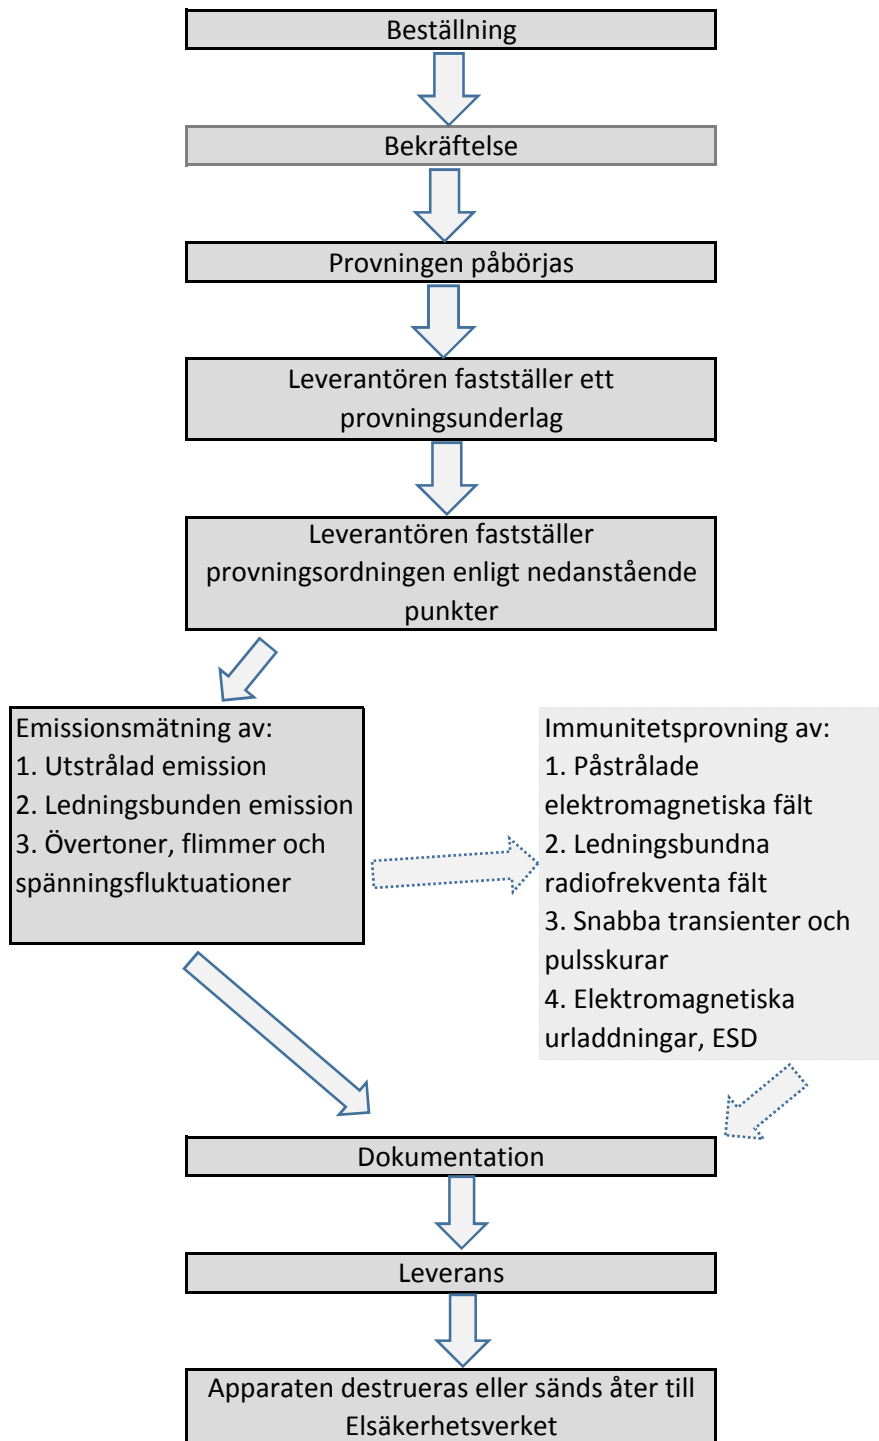 Beställning
Bekräftelse
Provningen påbörjas
Leverantören fastställer ett
provningsunderlag
Leverantören fastställer
provningsordningen enligt nedanstående
punkter
Emissionsmätning av:
1. Utstrålad emission
2. Ledningsbunden emission
3. Övertoner, flimmer och
spänningsfluktuationer
Immunitetsprovning av:
1. Påstrålade
elektromagnetiska fält
2. Ledningsbundna
radiofrekventa fält
3. Snabba transienter och
pulsskurar
4. Elektromagnetiska
urladdningar, ESD
Dokumentation
Leverans
Apparaten destrueras eller sänds åter till
Elsäkerhetsverket